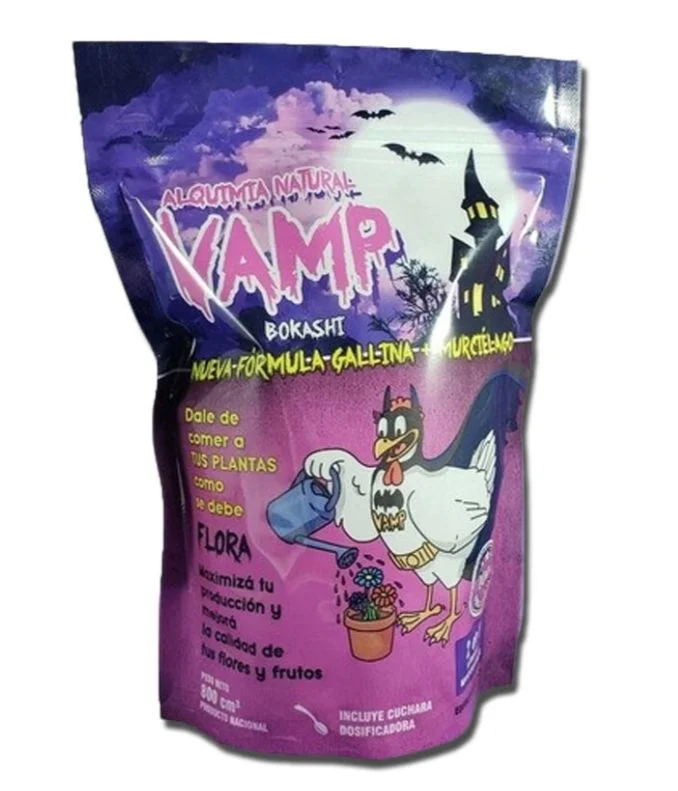 ALQUIMIA NATURAL
VAMP
BOKASHI
NUEVA FÓRMULA GALLINA + MURCIÉLAGO
Dale de
comer a
TUS PLANTAS
como
se debe
FLORA
Maximizá tu
producción y
mejorá
la calidad de
tus flores y frutos
VAMP
PESO NETO
800 cm³
PRODUCTO NACIONAL
INCLUYE CUCHARA
DOSIFICADORA